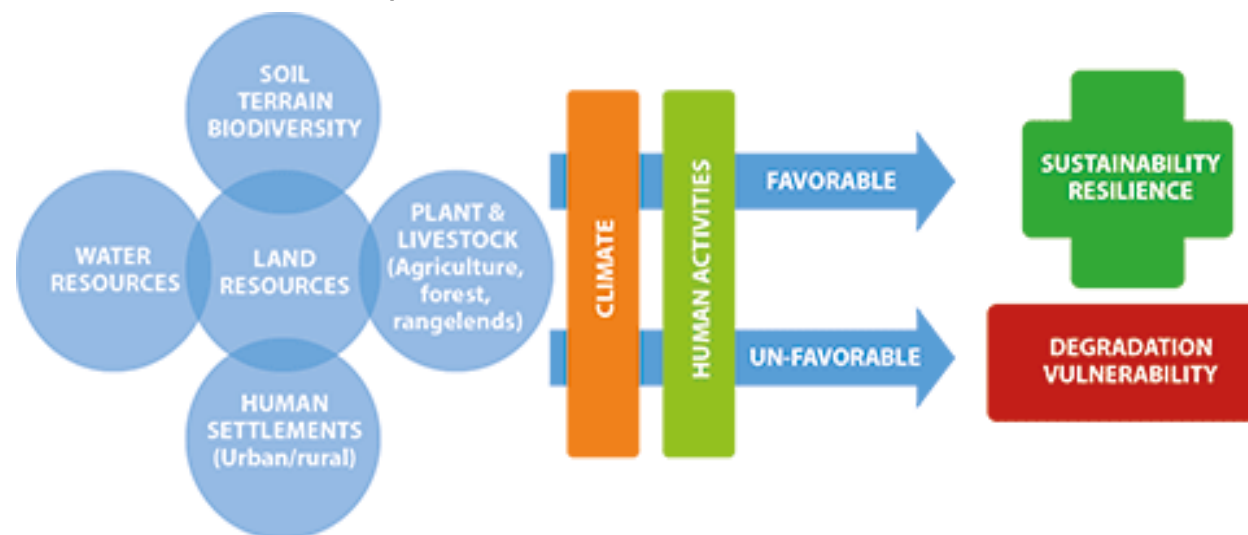 SOIL
TERRAIN
BIODIVERSITY
WATER
RESOURCES
LAND
RESOURCES
PLANT &
LIVESTOCK
(Agriculture,
forest,
rangelends)
HUMAN
SETTLEMENTS
(Urban/rural)
CLIMATE
HUMAN ACTIVITIES
FAVORABLE
UN-FAVORABLE
SUSTAINABILITY
RESILIENCE
DEGRADATION
VULNERABILITY